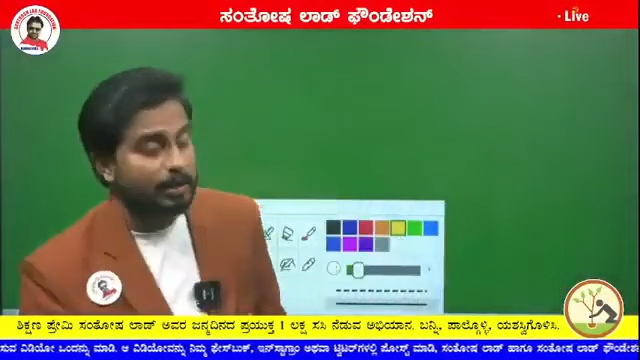 ಸಂತೋಷ ಲಾಡ್ ಫೌಂಡೇಶನ್
Live
ಶಿಕ್ಷಣ ಪ್ರೇಮಿ ಸಂತೋಷ ಲಾಡ್ ಅವರ ಜನ್ಮದಿನದ ಪ್ರಯುಕ್ತ 1 ಲಕ್ಷ ಸಸಿ ನೆಡುವ ಅಭಿಯಾನ. ಬನ್ನಿ, ಪಾಲ್ಗೊಳ್ಳಿ, ಯಶಸ್ವಿಗೊಳಿಸಿ.
ಸುವ ವಿಡಿಯೋ ಒಂದನ್ನು ಮಾಡಿ. ಆ ವಿಡಿಯೋವನ್ನು ನಿಮ್ಮ ಫೇಸ್‌ಬುಕ್, ಇನ್‌ಸ್ಟಾಗ್ರಾಂ ಅಥವಾ ಟ್ವಿಟರ್‌ಗಳಲ್ಲಿ ಪೋಸ್ಟ್ ಮಾಡಿ, ಸಂತೋಷ ಲಾಡ್ ಹಾಗೂ ಸಂತೋಷ ಲಾಡ್ ಫೌಂಡೇಶ